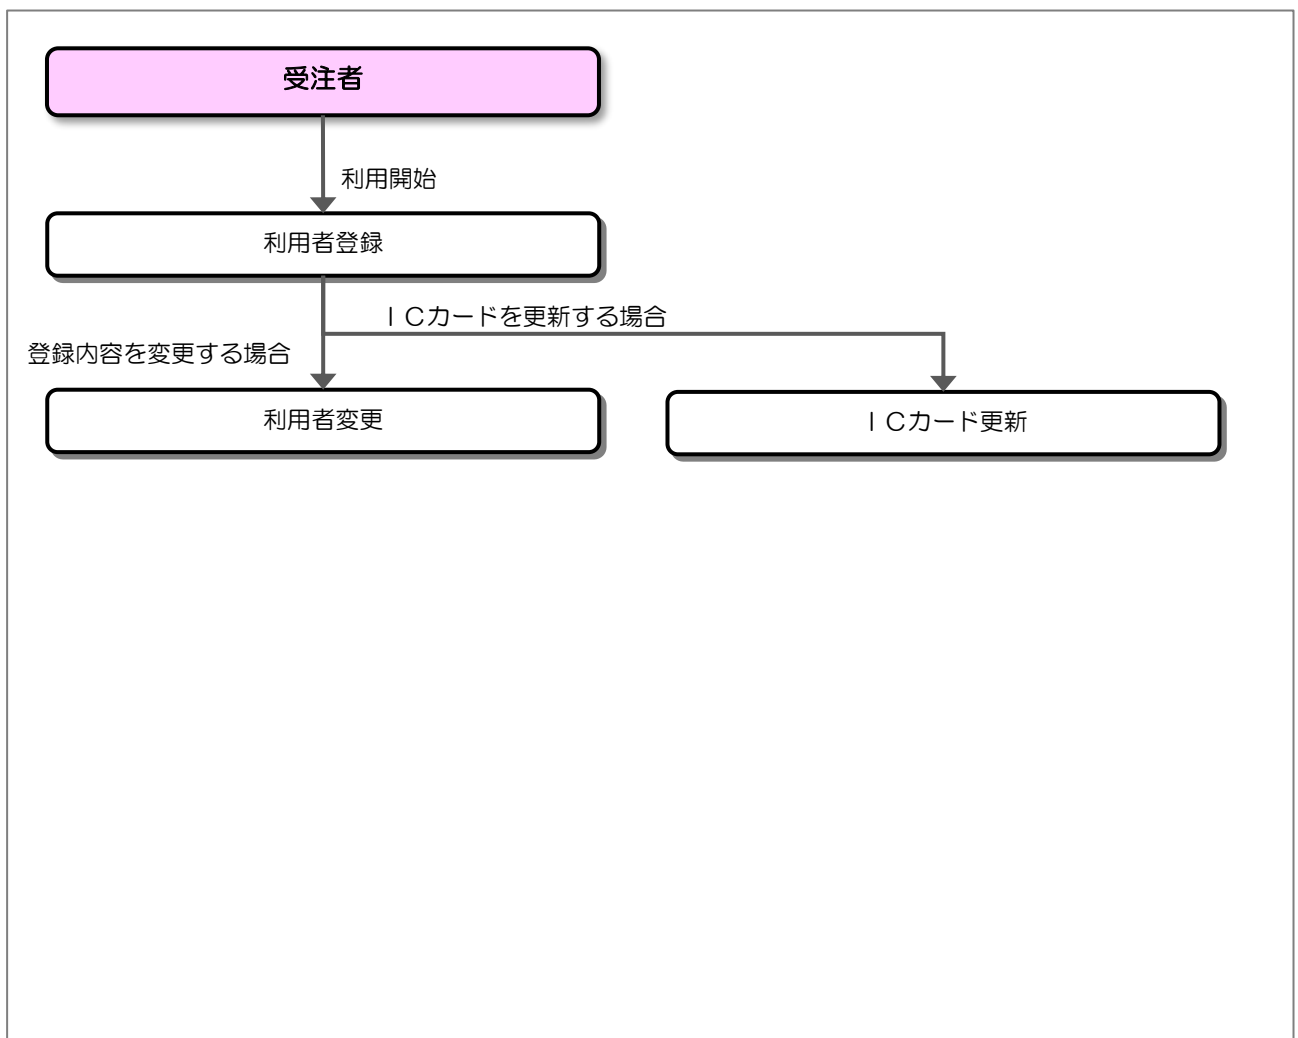 受注者
利用開始
利用者登録
ＩＣカードを更新する場合
登録内容を変更する場合
利用者変更
ＩＣカード更新